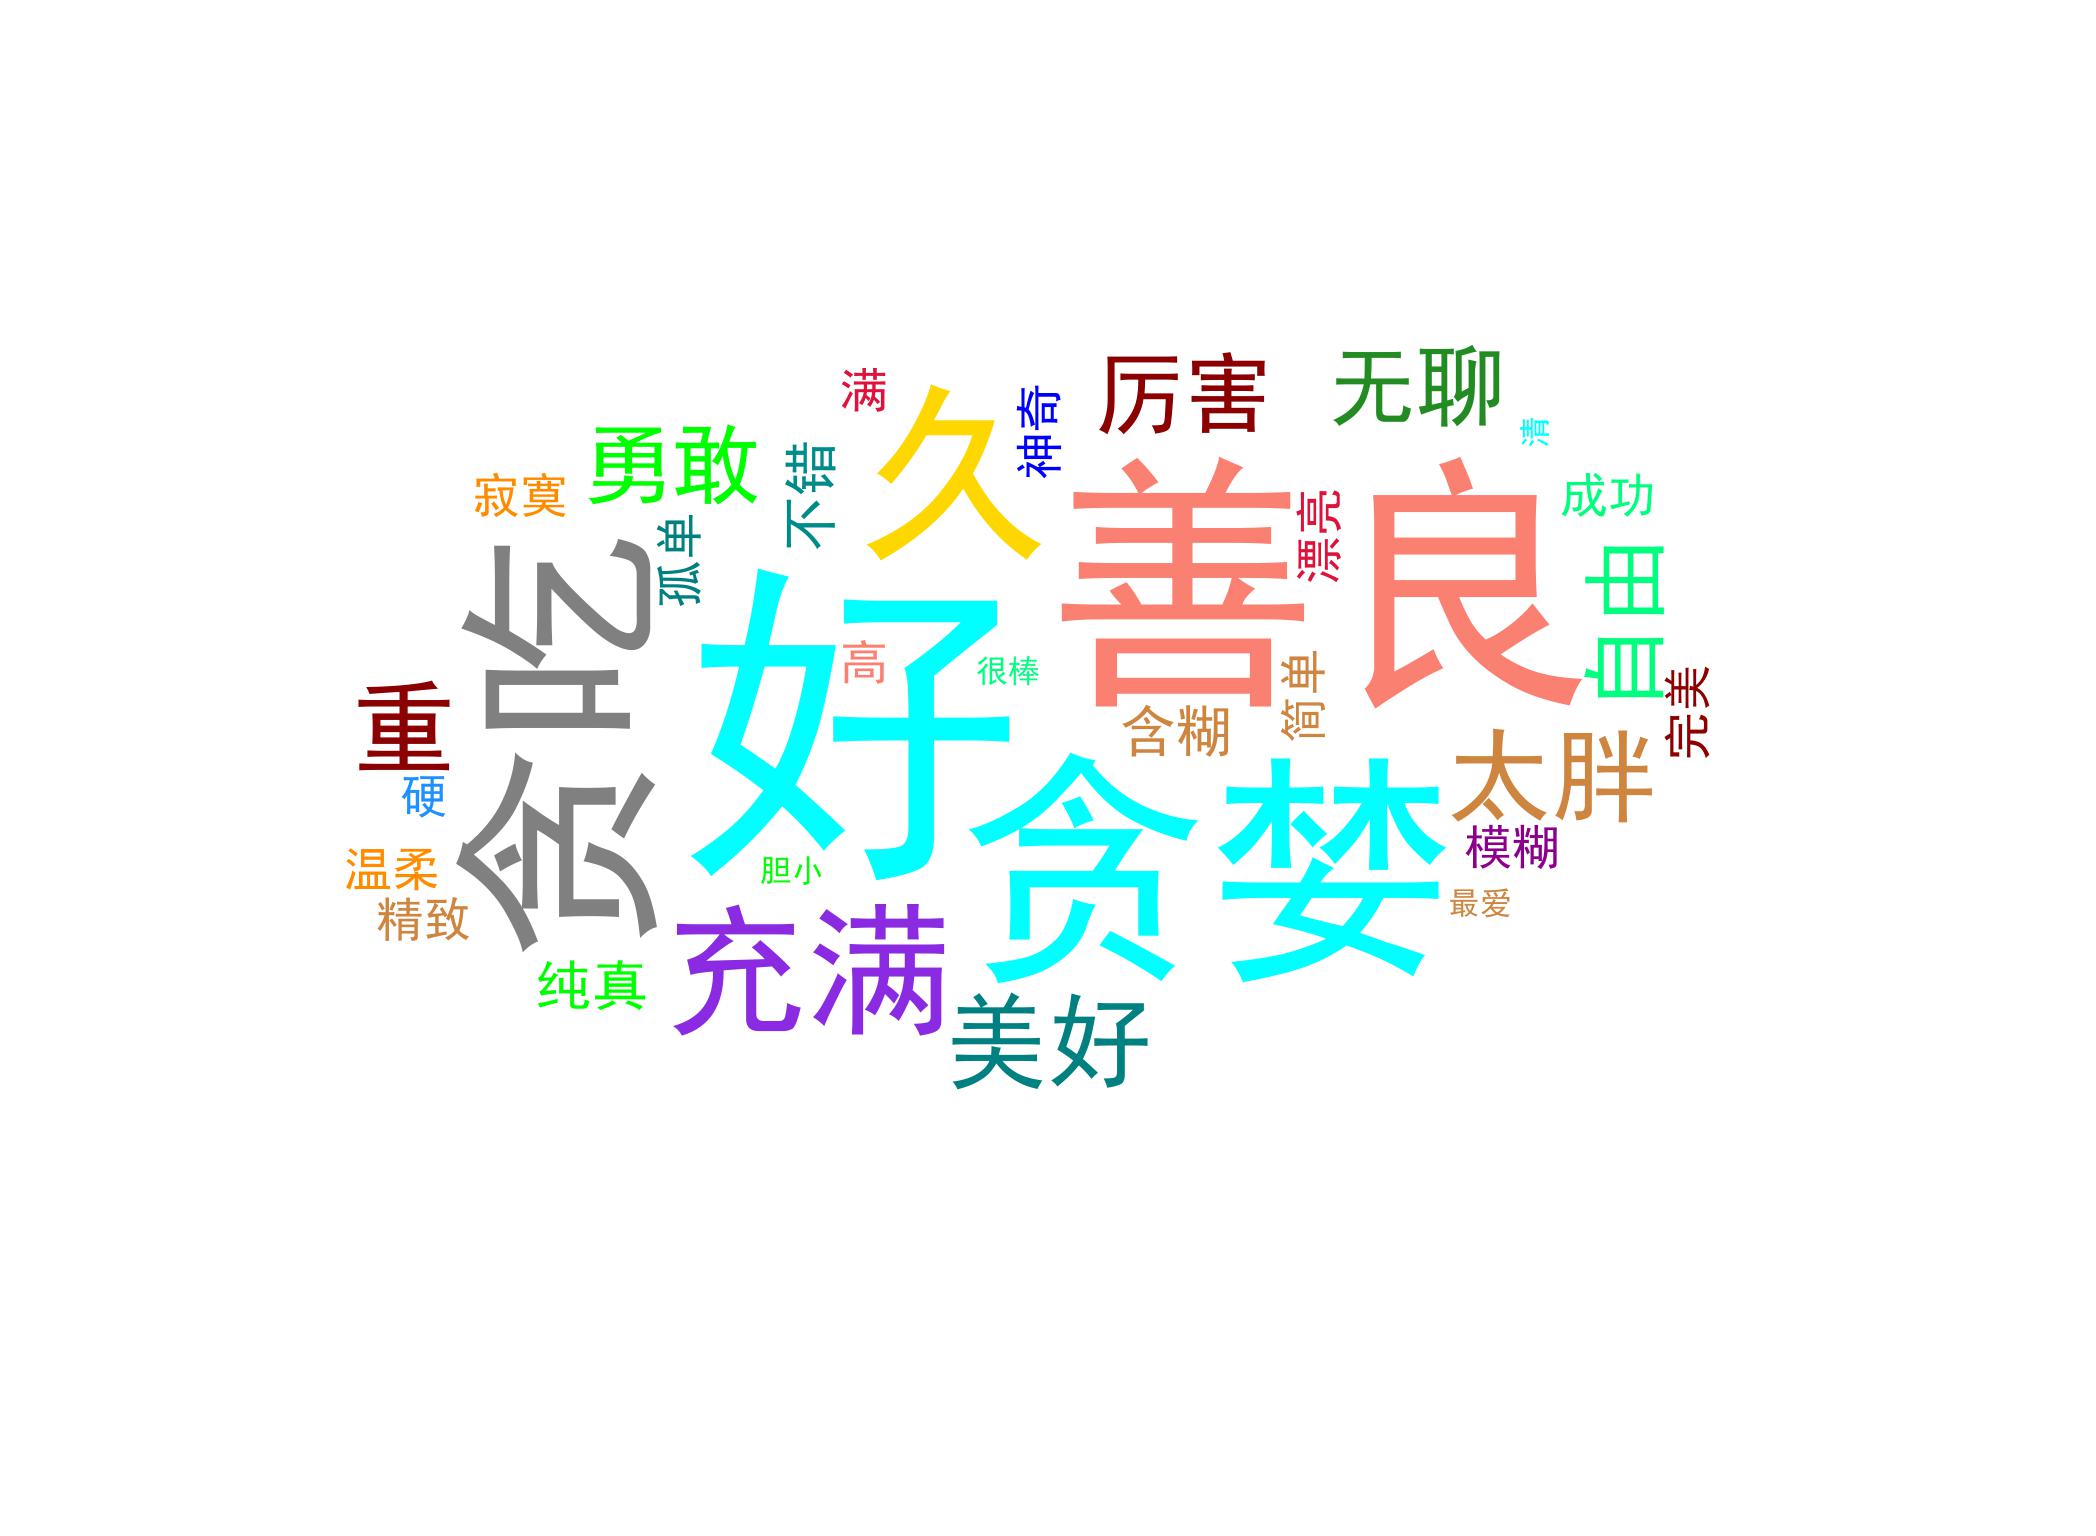 厉害
无聊
满
久
神奇
清
勇敢
不错
寂寞
善良
漂亮
成功
孤单
自由
贪吃
好
高
很棒
简单
完美
重
含糊
太胖
硬
贪婪
模糊
温柔
胆小
最爱
精致
充满
纯真
美好